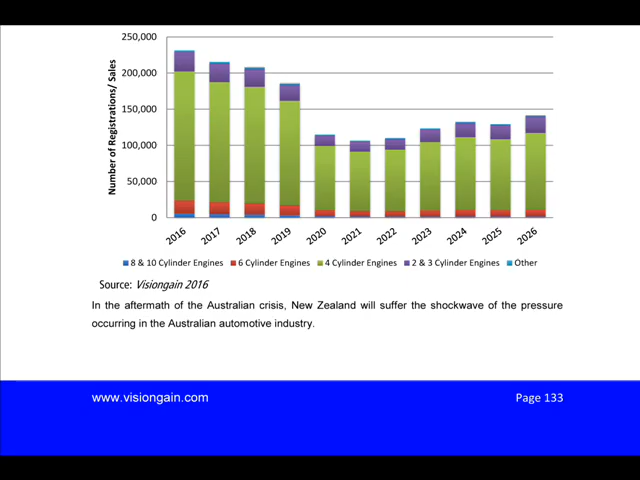 250,000
200,000
150,000
100,000
50,000
0
Number of Registrations/ Sales
2016 2017 2018 2019 2020 2021 2022 2023 2024 2025 2026
8 & 10 Cylinder Engines 6 Cylinder Engines 4 Cylinder Engines 2 & 3 Cylinder Engines Other
Source: Visiongain 2016
In the aftermath of the Australian crisis, New Zealand will suffer the shockwave of the pressure
occurring in the Australian automotive industry.
www.visiongain.com Page 133